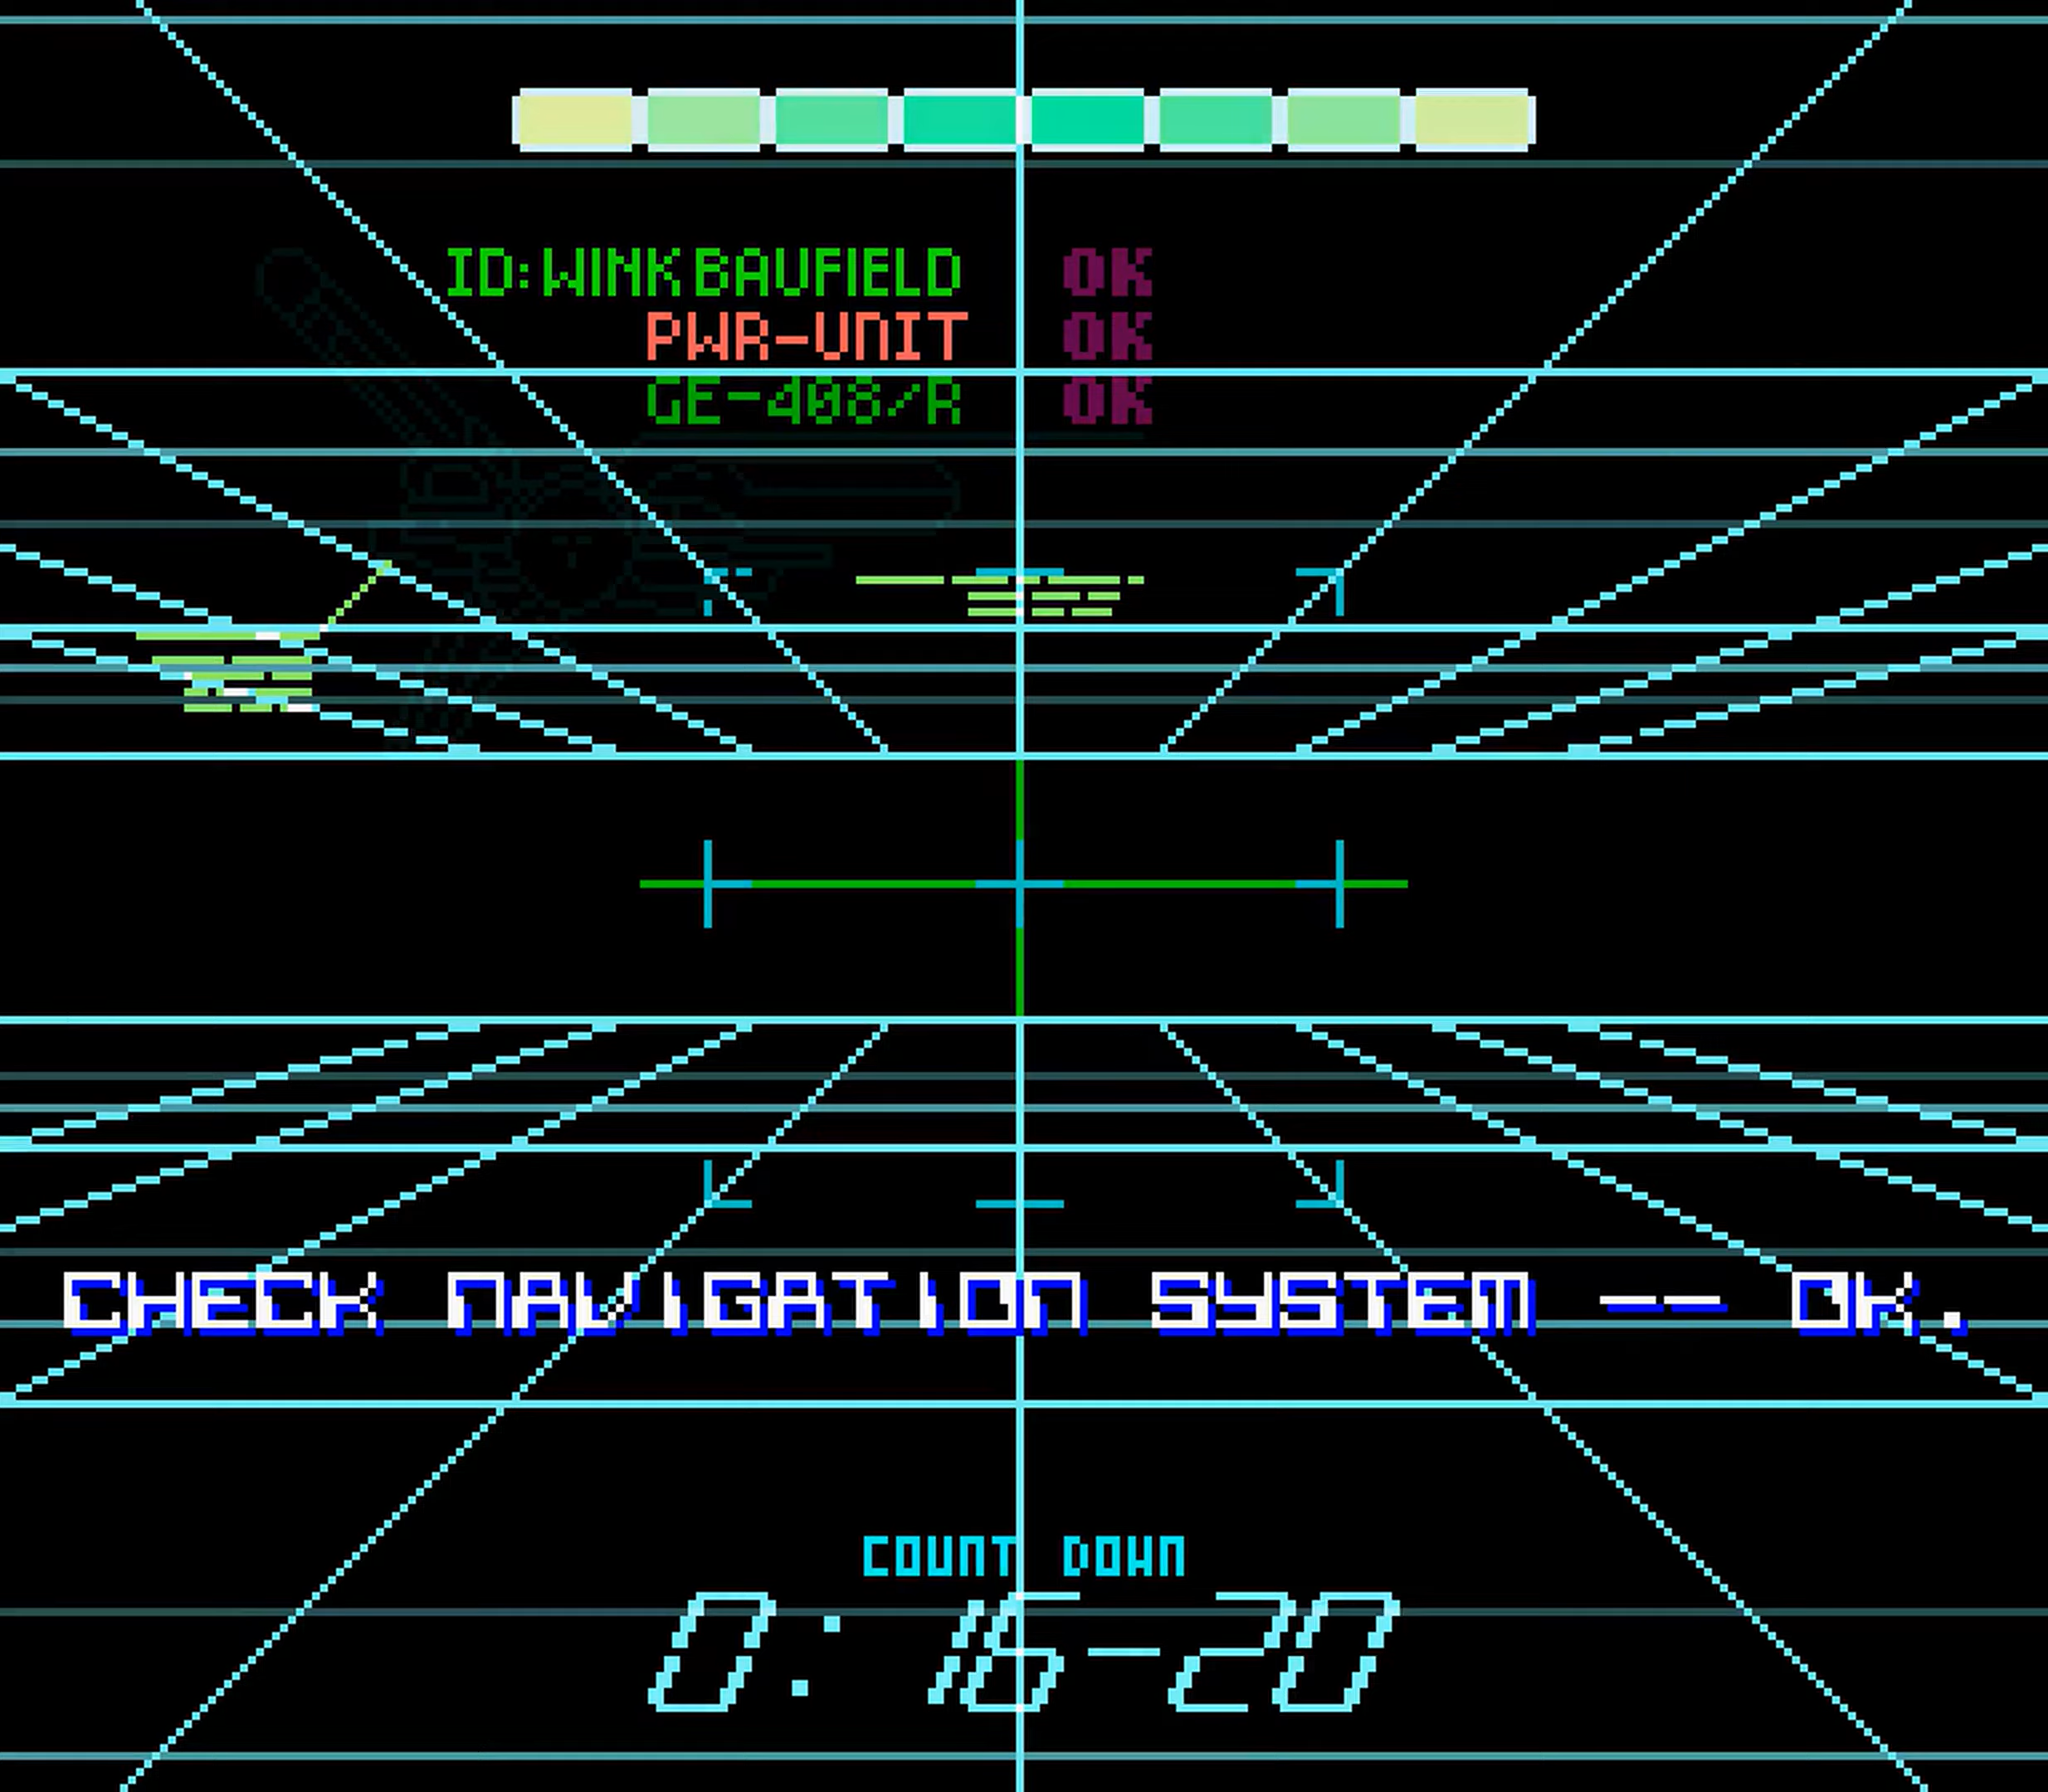 ID:WINK BAUFIELD OK
PWR-UNIT OK
GE-408/R OK
CHECK NAVIGATION SYSTEM -- OK.
COUNT DOWN
0:16-20